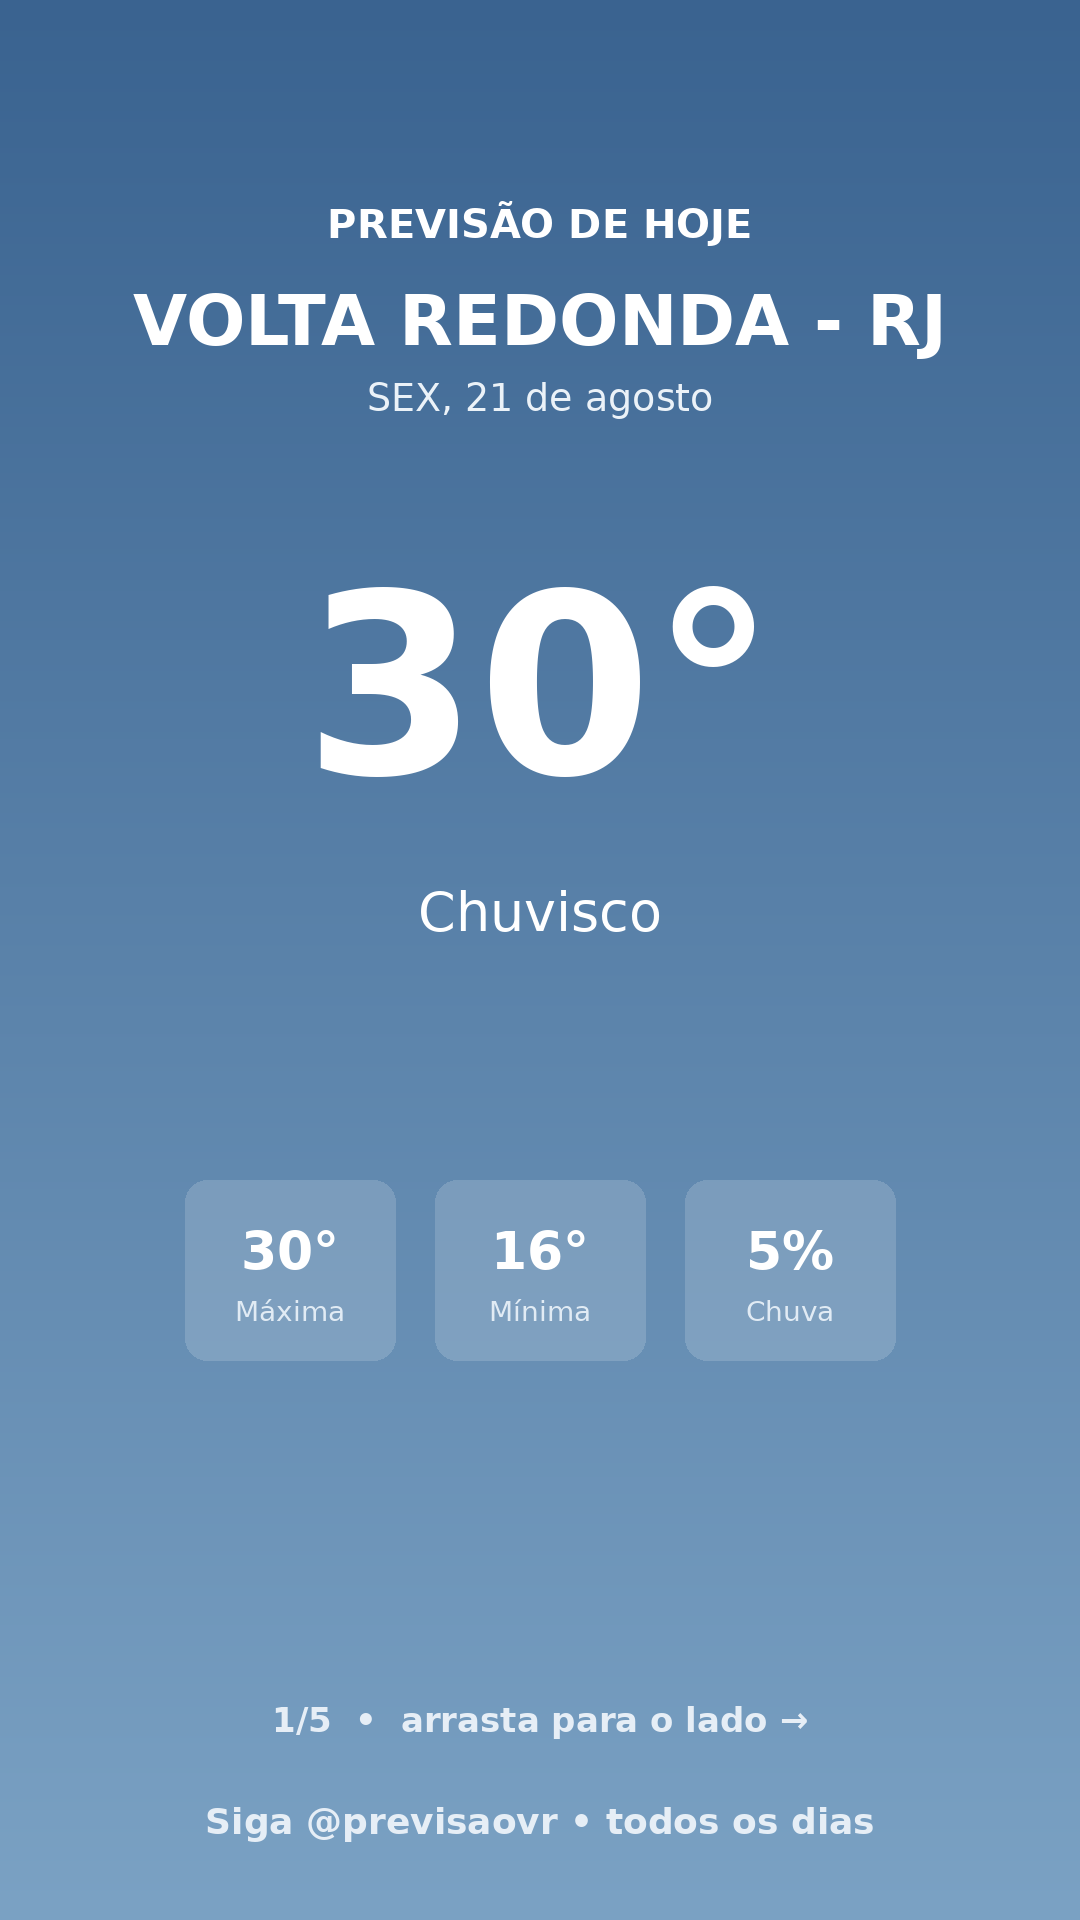 PREVISÃO DE HOJE
VOLTA REDONDA - RJ
SEX, 21 de agosto
30°
Chuvisco
30° 16° 5%
Máxima Mínima Chuva
1/5 • arrasta para o lado →
Siga @previsaovr • todos os dias